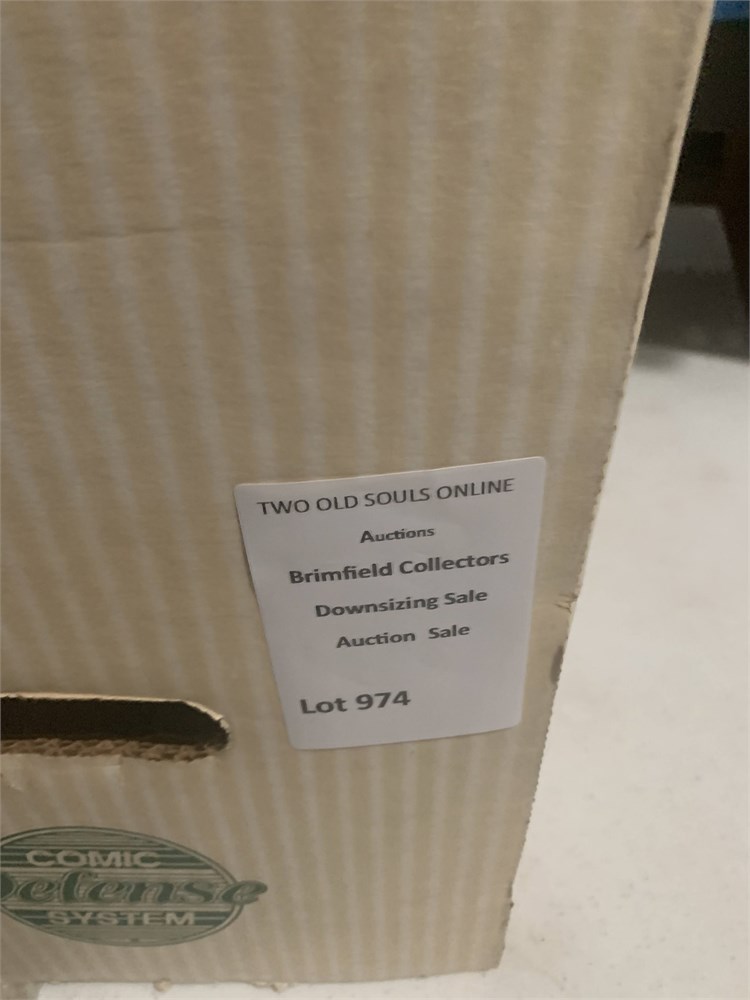 TWO OLD SOULS ONLINE
Auctions
Brimfield Collectors
Downsizing Sale
Auction Sale
Lot 974
COMIC
Defense
SYSTEM